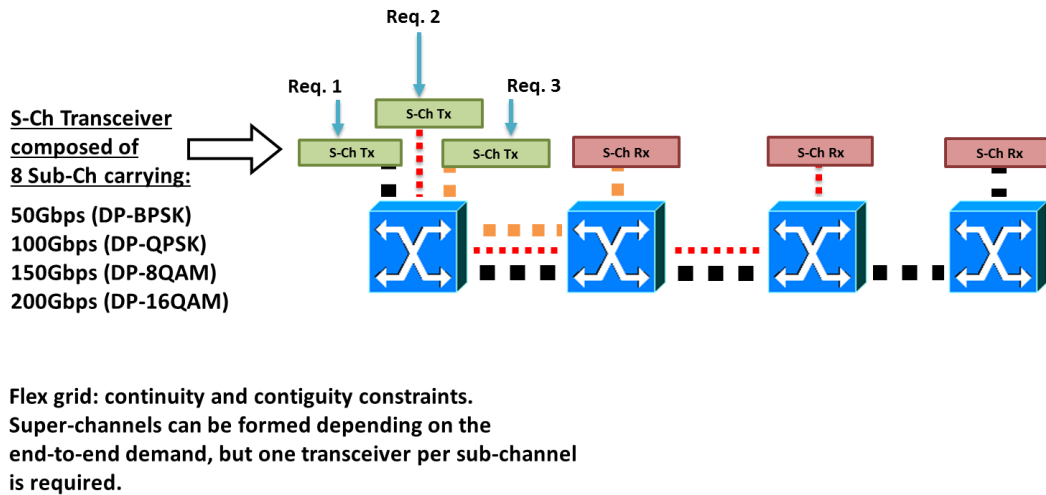 Req. 2
Req. 1
Req. 3
S-Ch Transceiver
composed of
8 Sub-Ch carrying:
50Gbps (DP-BPSK)
100Gbps (DP-QPSK)
150Gbps (DP-8QAM)
200Gbps (DP-16QAM)
S-Ch Tx
S-Ch Tx
S-Ch Tx
S-Ch Rx
S-Ch Rx
S-Ch Rx
Flex grid: continuity and contiguity constraints.
Super-channels can be formed depending on the
end-to-end demand, but one transceiver per sub-channel
is required.